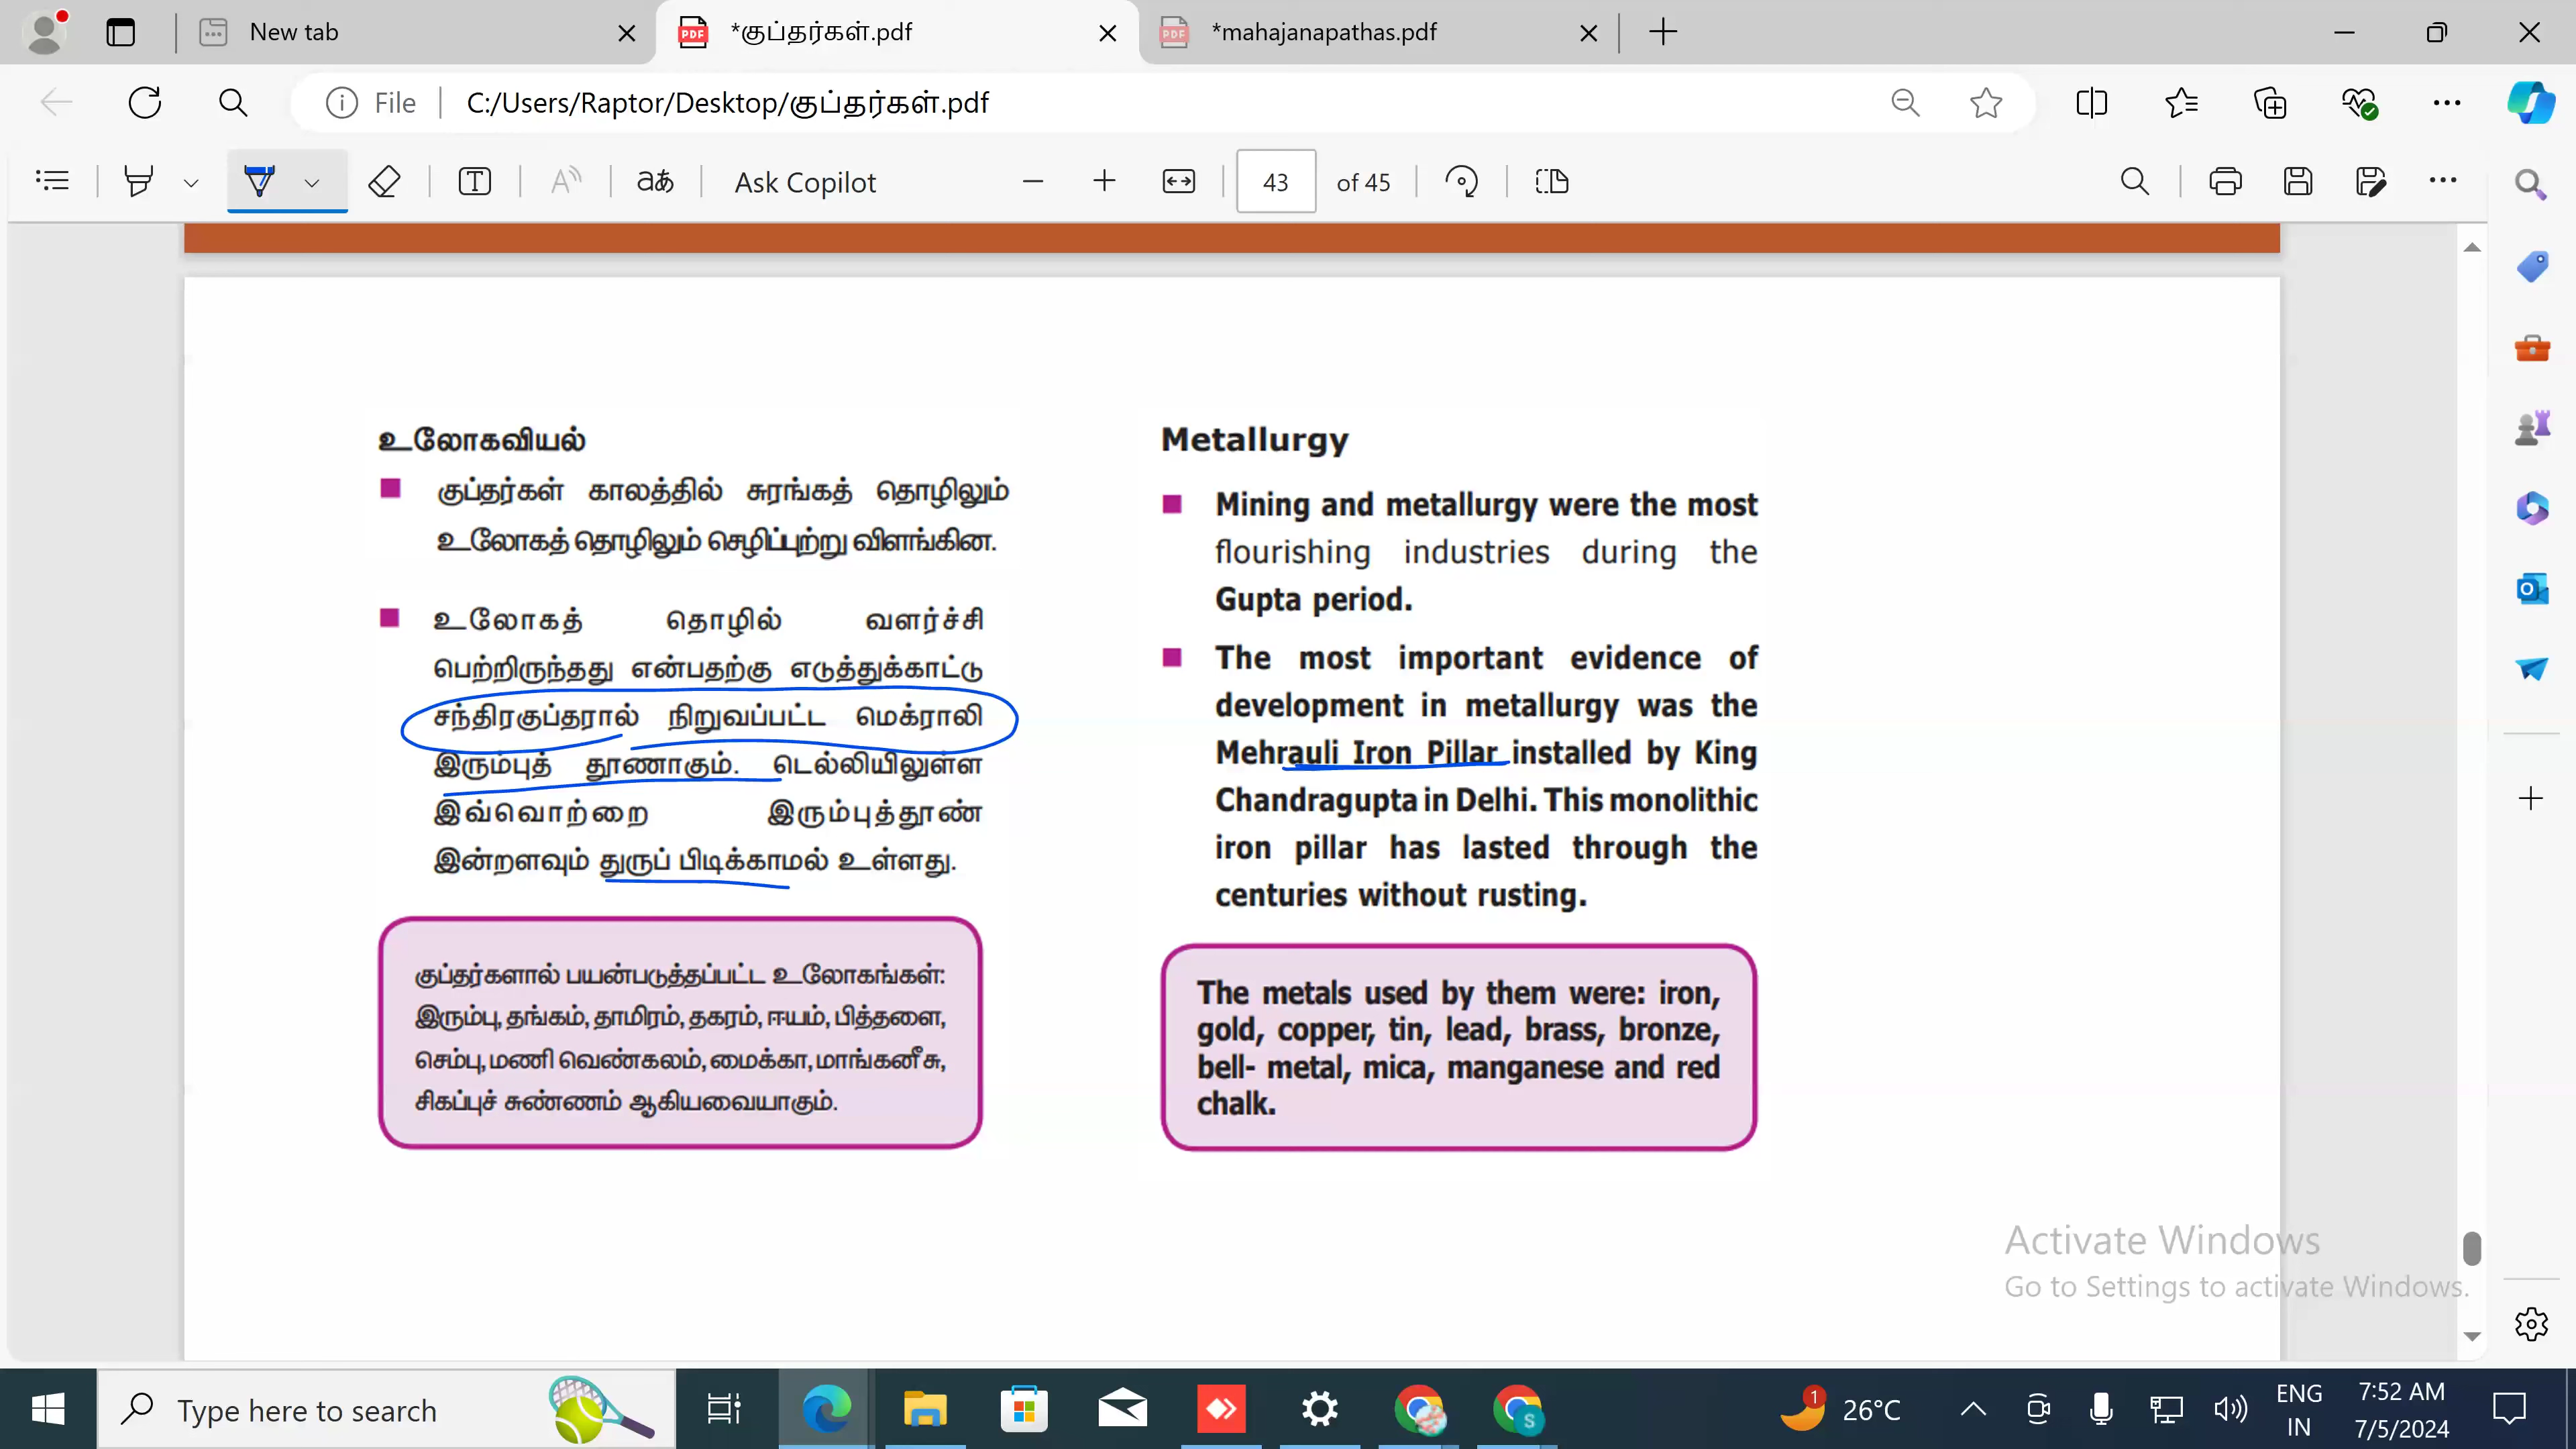 New tab
*குப்தர்கள்.pdf
*mahajanapathas.pdf
File
C:/Users/Raptor/Desktop/குப்தர்கள்.pdf
Ask Copilot
43 of 45
உலோகவியல்
குப்தர்கள் காலத்தில் சுரங்கத் தொழிலும்
உலோகத் தொழிலும் செழிப்புற்று விளங்கின.
உலோகத் தொழில் வளர்ச்சி
பெற்றிருந்தது என்பதற்கு எடுத்துக்காட்டு
சந்திரகுப்தரால் நிறுவப்பட்ட மெக்ராலி
இரும்புத் தூணாகும். டெல்லியிலுள்ள
இவ்வொற்றை இரும்புத்தூண்
இன்றளவும் துருப் பிடிக்காமல் உள்ளது.
குப்தர்களால் பயன்படுத்தப்பட்ட உலோகங்கள்:
இரும்பு, தங்கம், தாமிரம், தகரம், ஈயம், பித்தளை,
செம்பு, மணி வெண்கலம், மைக்கா, மாங்கனீசு,
சிகப்புச் சுண்ணம் ஆகியவையாகும்.
Metallurgy
Mining and metallurgy were the most
flourishing industries during the
Gupta period.
The most important evidence of
development in metallurgy was the
Mehrauli Iron Pillar installed by King
Chandragupta in Delhi. This monolithic
iron pillar has lasted through the
centuries without rusting.
The metals used by them were: iron,
gold, copper, tin, lead, brass, bronze,
bell- metal, mica, manganese and red
chalk.
Activate Windows
Go to Settings to activate Windows.
Type here to search
1
26°C
ENG
IN
7:52 AM
7/5/2024